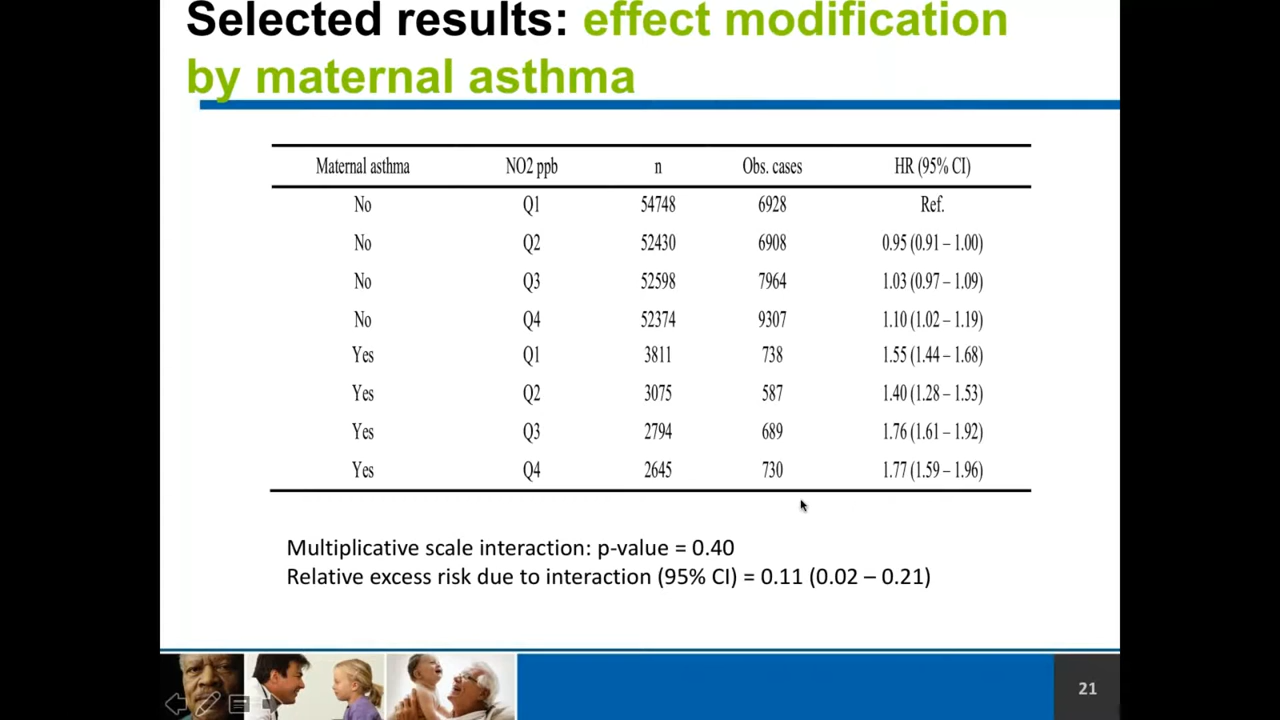 Selected results: effect modification
by maternal asthma
Maternal asthma NO2 ppb n Obs. cases HR (95% CI)
No Q1 54748 6928 Ref.
No Q2 52430 6908 0.95 (0.91 – 1.00)
No Q3 52598 7964 1.03 (0.97 – 1.09)
No Q4 52374 9307 1.10 (1.02 – 1.19)
Yes Q1 3811 738 1.55 (1.44 – 1.68)
Yes Q2 3075 587 1.40 (1.28 – 1.53)
Yes Q3 2794 689 1.76 (1.61 – 1.92)
Yes Q4 2645 730 1.77 (1.59 – 1.96)
Multiplicative scale interaction: p-value = 0.40
Relative excess risk due to interaction (95% CI) = 0.11 (0.02 – 0.21)
21